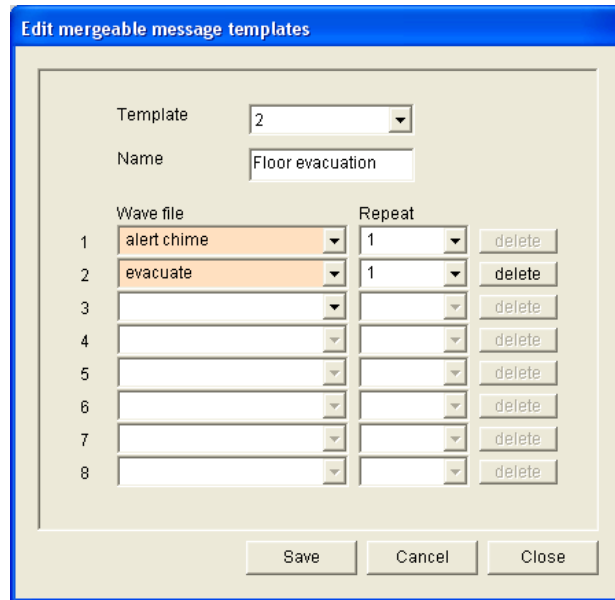 Edit mergeable message templates
Template 2
Name Floor evacuation
Wave file Repeat
1 alert chime 1 delete
2 evacuate 1 delete
3 delete
4 delete
5 delete
6 delete
7 delete
8 delete
Save Cancel Close